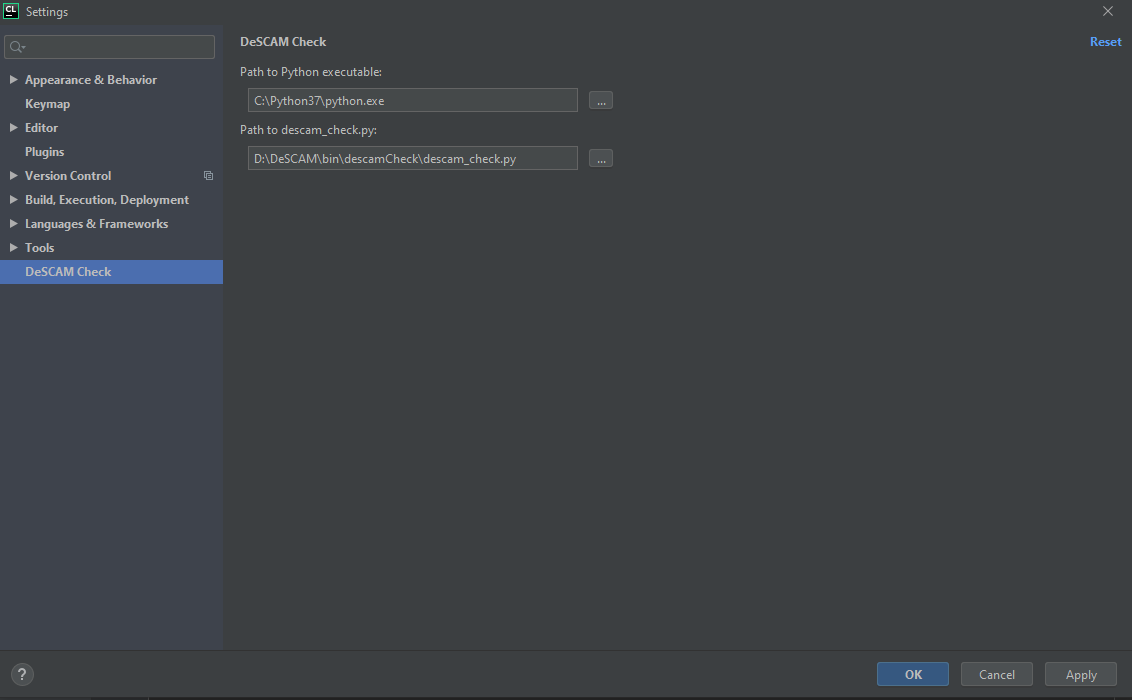 CL
Settings
DeSCAM Check
Reset
Appearance & Behavior
Keymap
Editor
Plugins
Version Control
Build, Execution, Deployment
Languages & Frameworks
Tools
DeSCAM Check
Path to Python executable:
C:\Python37\python.exe
...
Path to descam_check.py:
D:\DeSCAM\bin\descamCheck\descam_check.py
...
?
OK
Cancel
Apply